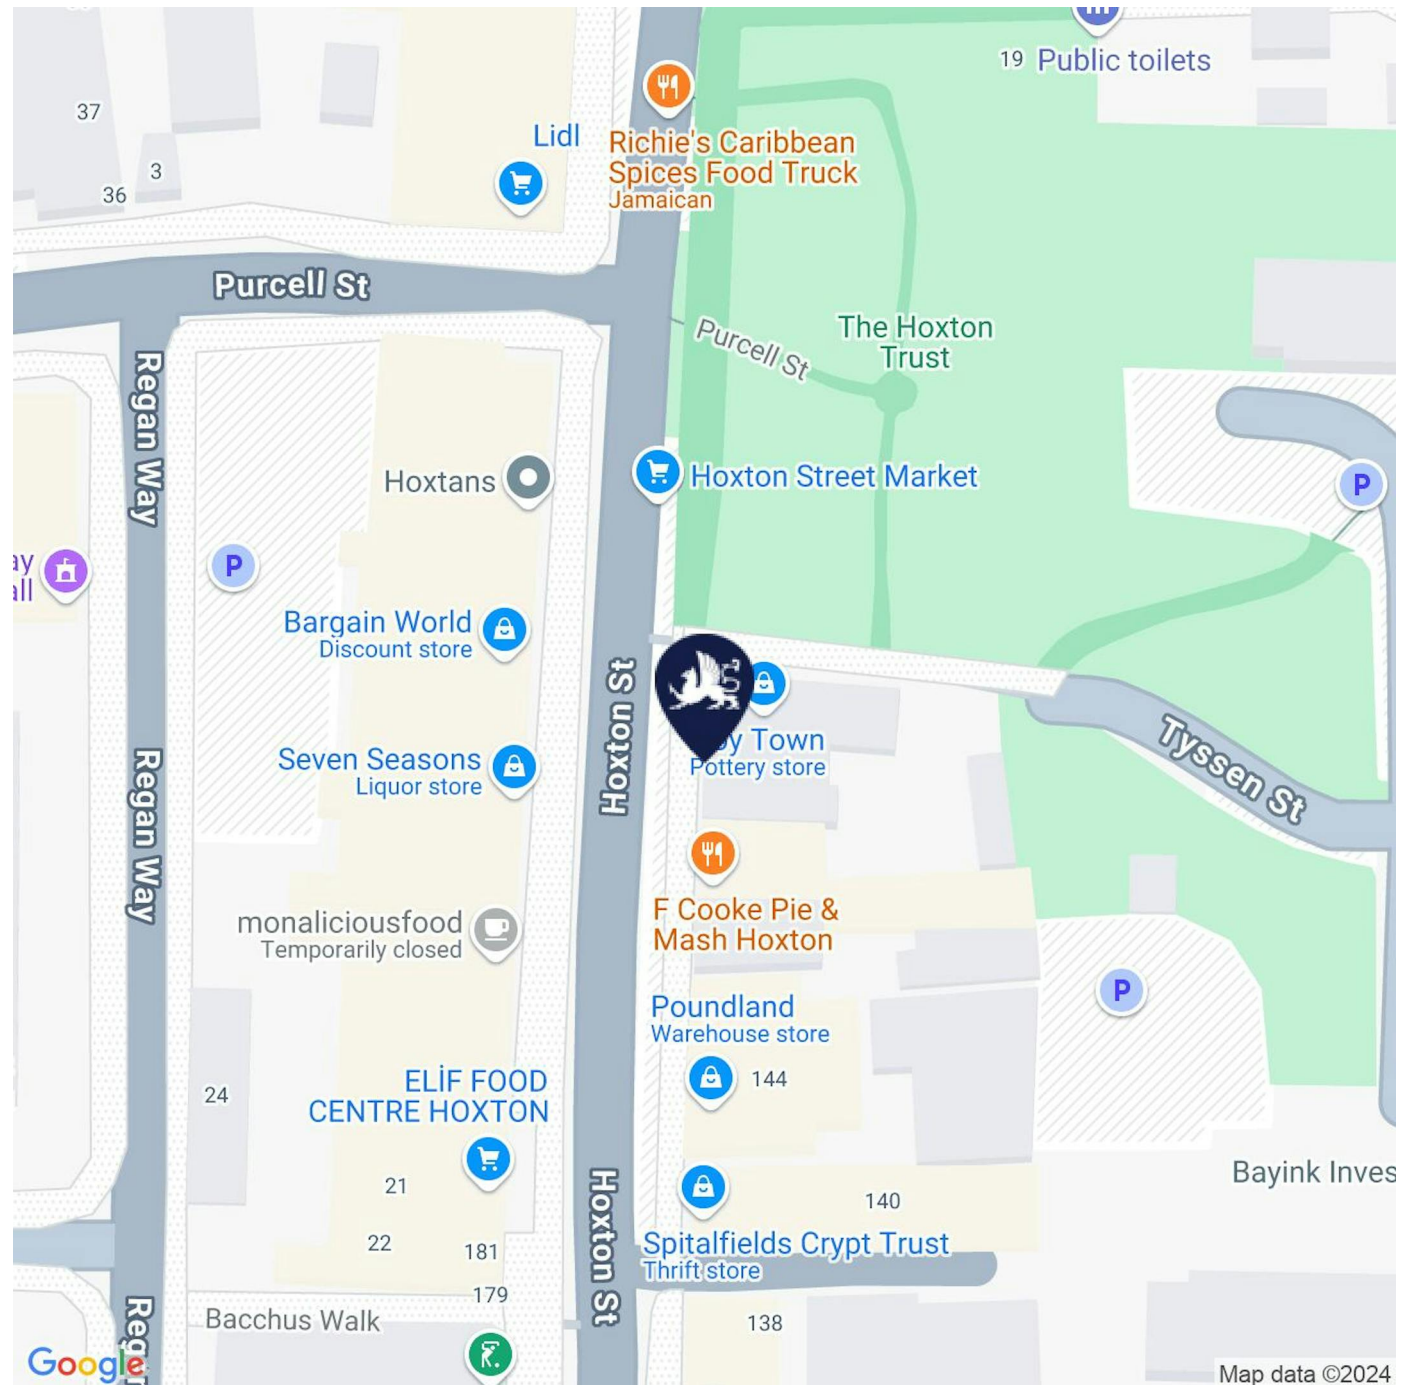 19 Public toilets
37
Lidl
Richie's Caribbean
Spices Food Truck
Jamaican
3
36
Purcell St
Purcell St
The Hoxton
Trust
Regan Way
Hoxtans
Hoxton Street Market
P
P
Bargain World
Discount store
Hoxton St
Town
Pottery store
Tyssen St
Seven Seasons
Liquor store
Regan Way
F Cooke Pie &
Mash Hoxton
monaliciousfood
Temporarily closed
P
Poundland
Warehouse store
144
24
ELİF FOOD
CENTRE HOXTON
Bayink Inves
21
140
22
181
Hoxton St
Spitalfields Crypt Trust
Thrift store
179
Bacchus Walk
138
Google
Map data ©2024